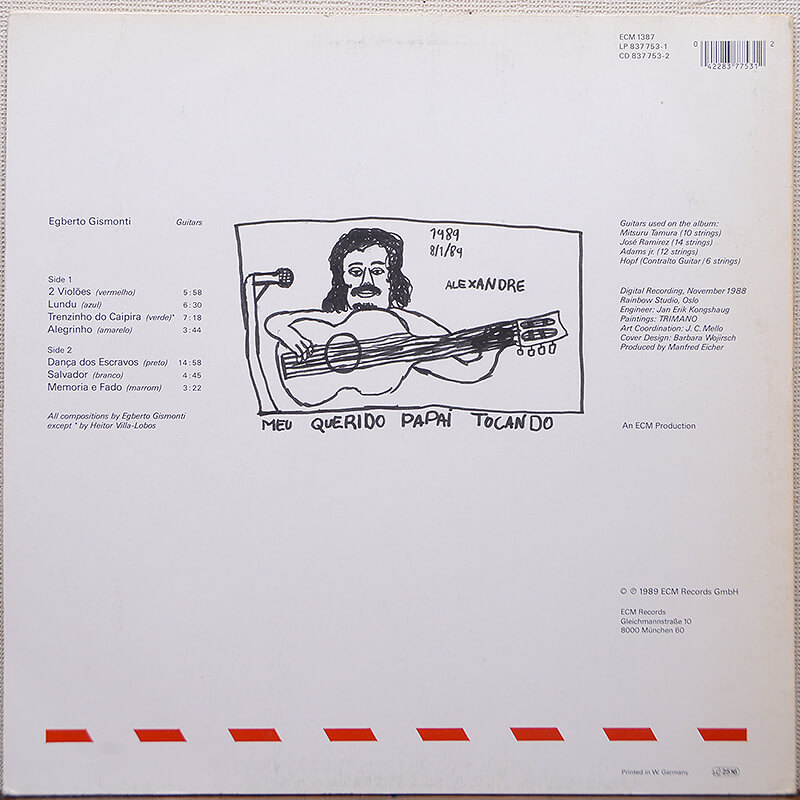 ECM 1387
LP 837 753-1
CD 837 753-2
0 42283 77531 2
Egberto Gismonti Guitars
Side 1
2 Violões (vermelho) 5:58
Lundu (azul) 6:30
Trenzinho do Caipira (verde)* 7:18
Alegrinho (amarelo) 3:44
Side 2
Dança dos Escravos (preto) 14:58
Salvador (branco) 4:45
Memoria e Fado (marrom) 3:22
All compositions by Egberto Gismonti
except * by Heitor Villa-Lobos
1989
8/1/89
ALEXANDRE
MEU QUERIDO PAPAi TOCANDO
Guitars used on the album:
Mitsuru Tamura (10 strings)
José Ramirez (14 strings)
Adams jr. (12 strings)
Hopf (Contralto Guitar / 6 strings)
Digital Recording, November 1988
Rainbow Studio, Oslo
Engineer: Jan Erik Kongshaug
Paintings: TRIMANO
Art Coordination: J. C. Mello
Cover Design: Barbara Wojirsch
Produced by Manfred Eicher
An ECM Production
© ℗ 1989 ECM Records GmbH
ECM Records
Gleichmannstraße 10
8000 München 60
Printed in W. Germany